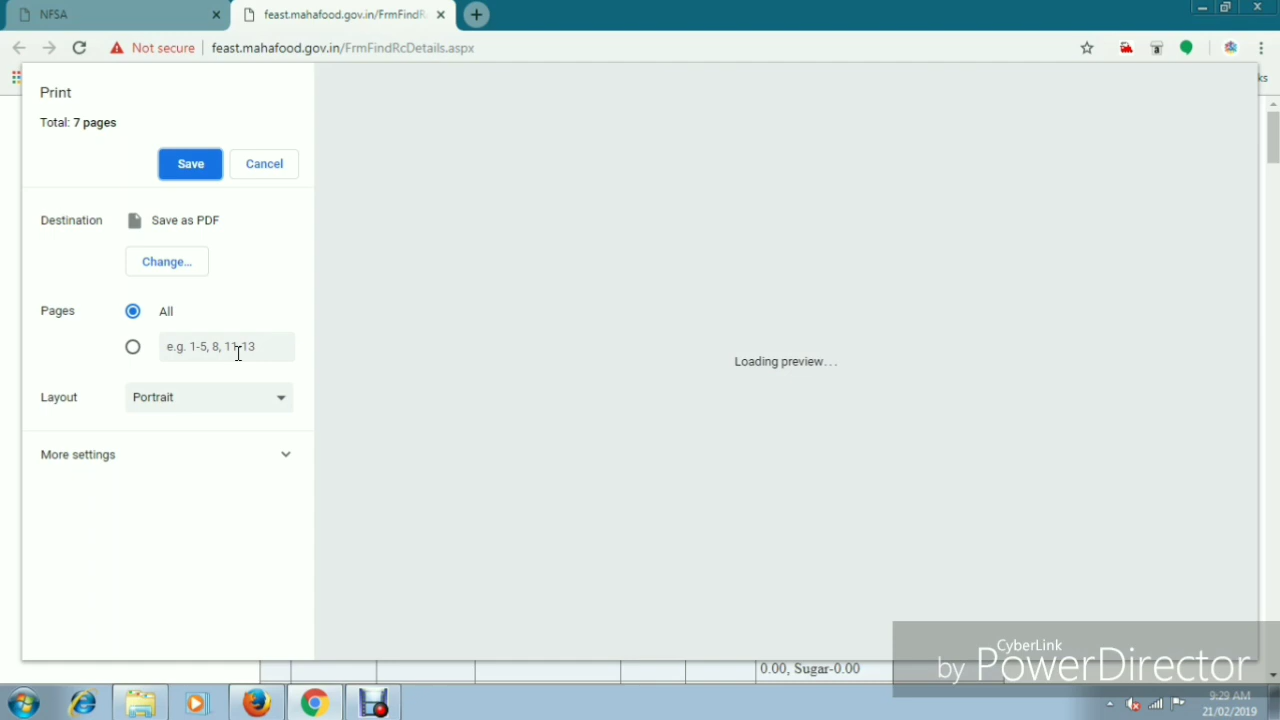 NFSA
feast.mahafood.gov.in/FrmFindR
Not secure
feast.mahafood.gov.in/FrmFindRcDetails.aspx
ks
Print
Total: 7 pages
Save
Cancel
Destination
Save as PDF
Change...
Pages
All
e.g. 1-5, 8, 11-13
Loading preview...
Layout
Portrait
More settings
0.00, Sugar-0.00
CyberLink
by PowerDirector
9:29 AM
21/02/2019